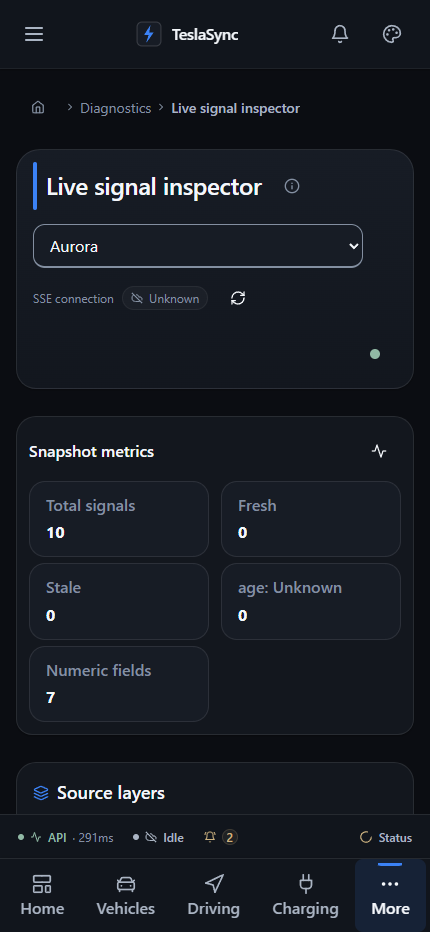 TeslaSync
Diagnostics
Live signal inspector
Live signal inspector
Aurora
SSE connection
Unknown
Snapshot metrics
Total signals
10
Fresh
0
Stale
0
age: Unknown
0
Numeric fields
7
Source layers
API · 291ms
Idle
2
Status
Home
Vehicles
Driving
Charging
More